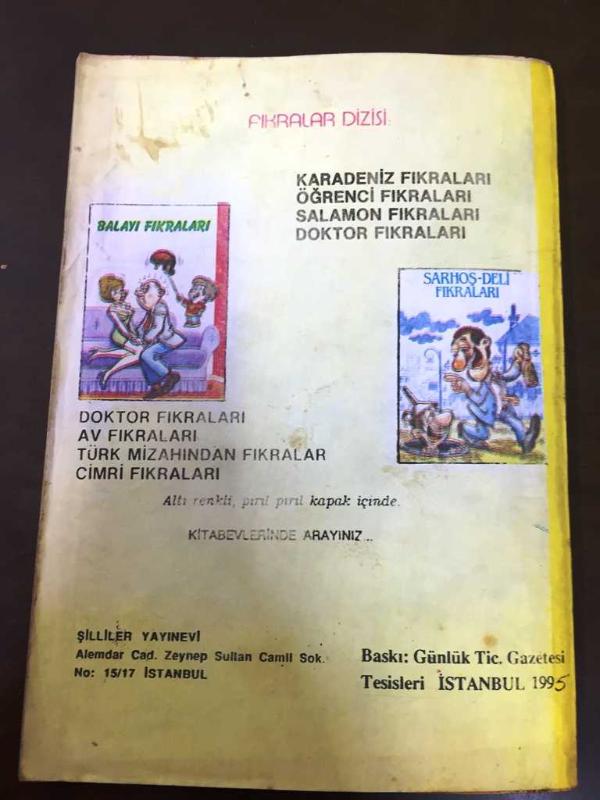 FIKRALAR DİZİSİ:
KARADENİZ FIKRALARI
ÖĞRENCİ FIKRALARI
SALAMON FIKRALARI
DOKTOR FIKRALARI
BALAYI FIKRALARI
SARHOŞ-DELİ
FIKRALARI
DOKTOR FIKRALARI
AV FIKRALARI
TÜRK MİZAHINDAN FIKRALAR
CİMRİ FIKRALARI
Altı renkli, pırıl pırıl kapak içinde.
KİTABEVLERİNDE ARAYINIZ...
ŞİLLİLER YAYINEVİ
Alemdar Cad. Zeynep Sultan Camii Sok.
No: 15/17 İSTANBUL
Baskı: Günlük Tic. Gazetesi
Tesisleri İSTANBUL 1995